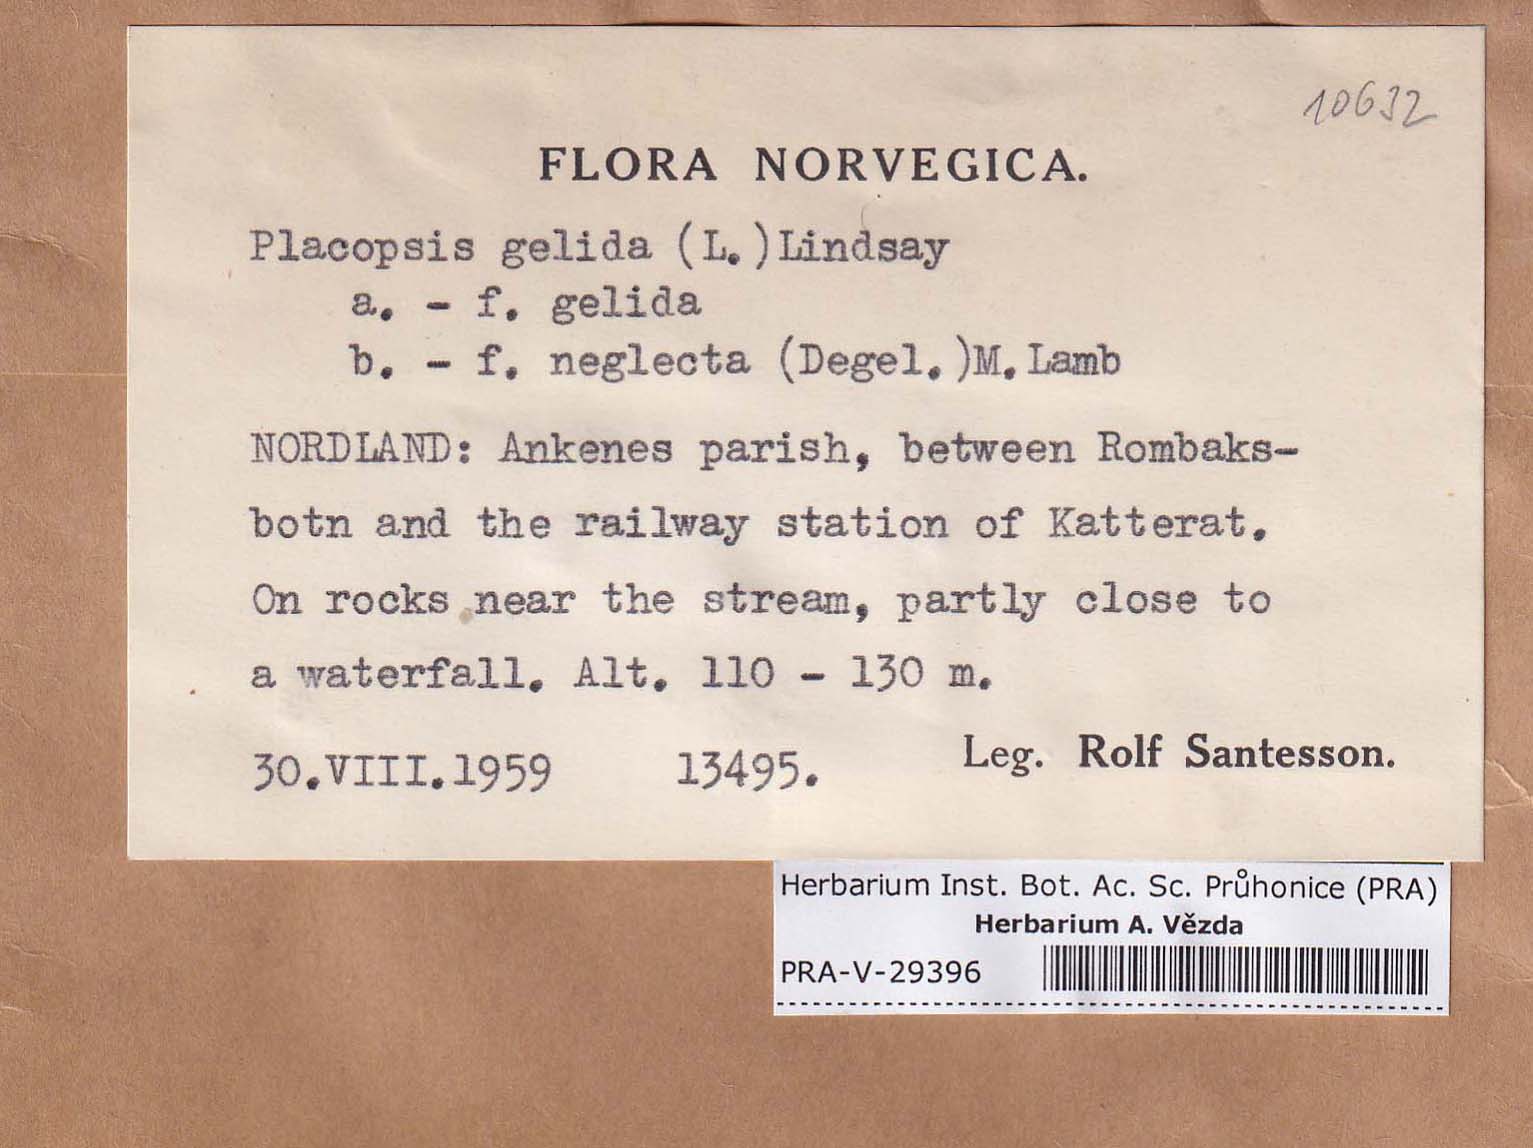 10632
FLORA NORVEGICA.
Placopsis gelida (L.)Lindsay
a. - f. gelida
b. - f. neglecta (Degel.)M.Lamb
NORDLAND: Ankenes parish, between Rombaks-
botn and the railway station of Katterat.
On rocks near the stream, partly close to
a waterfall. Alt. 110 - 130 m.
30.VIII.1959 13495. Leg. Rolf Santesson.
Herbarium Inst. Bot. Ac. Sc. Průhonice (PRA)
Herbarium A. Vězda
PRA-V-29396